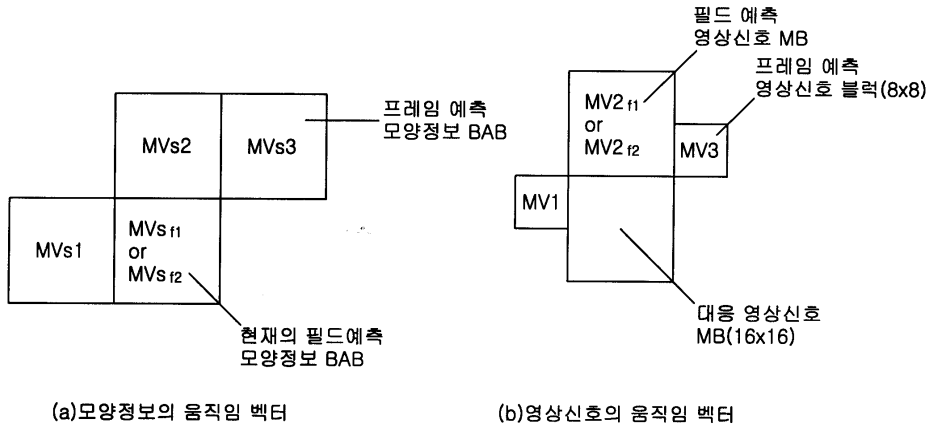 MVs2
MVs3
프레임 예측
모양정보 BAB
MVs1
MVs f1
or
MVs f2
현재의 필드예측
모양정보 BAB
(a)모양정보의 움직임 벡터
필드 예측
영상신호 MB
프레임 예측
영상신호 블럭(8x8)
MV2 f1
or
MV2 f2
MV3
MV1
대응 영상신호
MB(16x16)
(b)영상신호의 움직임 벡터